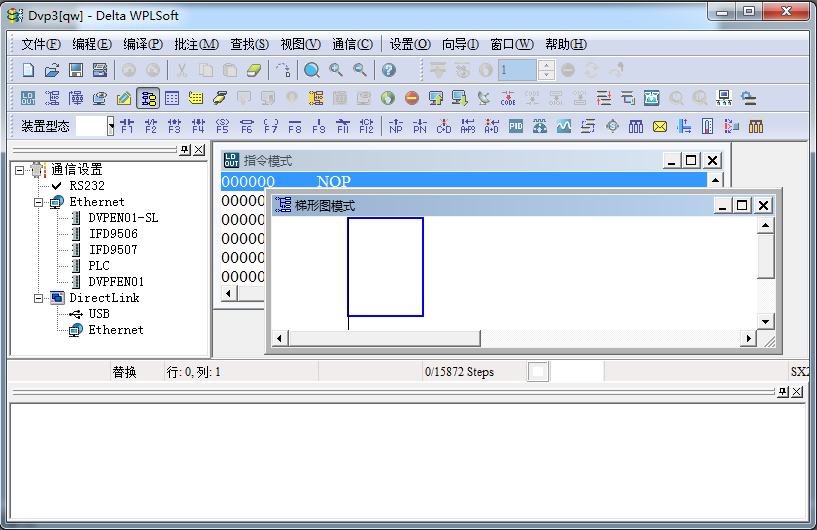 Dvp3[qw] - Delta WPLSoft
文件(F) 编程(E) 编译(P) 批注(M) 查找(S) 视图(V) 通信(C) 设置(O) 向导(I) 窗口(W) 帮助(H)
1
装置型态 F1 F2 F3 F4 F5 F6 F7 F8 F9 F11 F12 NP PN
通信设置
RS232
Ethernet
DVPEN01-SL
IFD9506
IFD9507
PLC
DVPFEN01
DirectLink
USB
Ethernet
指令模式
000000 NOP
00000
00000
00000
00000
00000
梯形图模式
替换 行: 0, 列: 1 0/15872 Steps